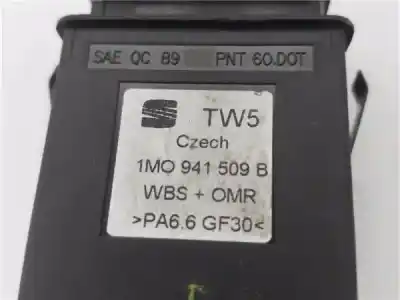 SAE QC 89 PNT 60.DOT
TW5
Czech
1M0 941 509 B
WBS + OMR
>PA6.6 GF30<